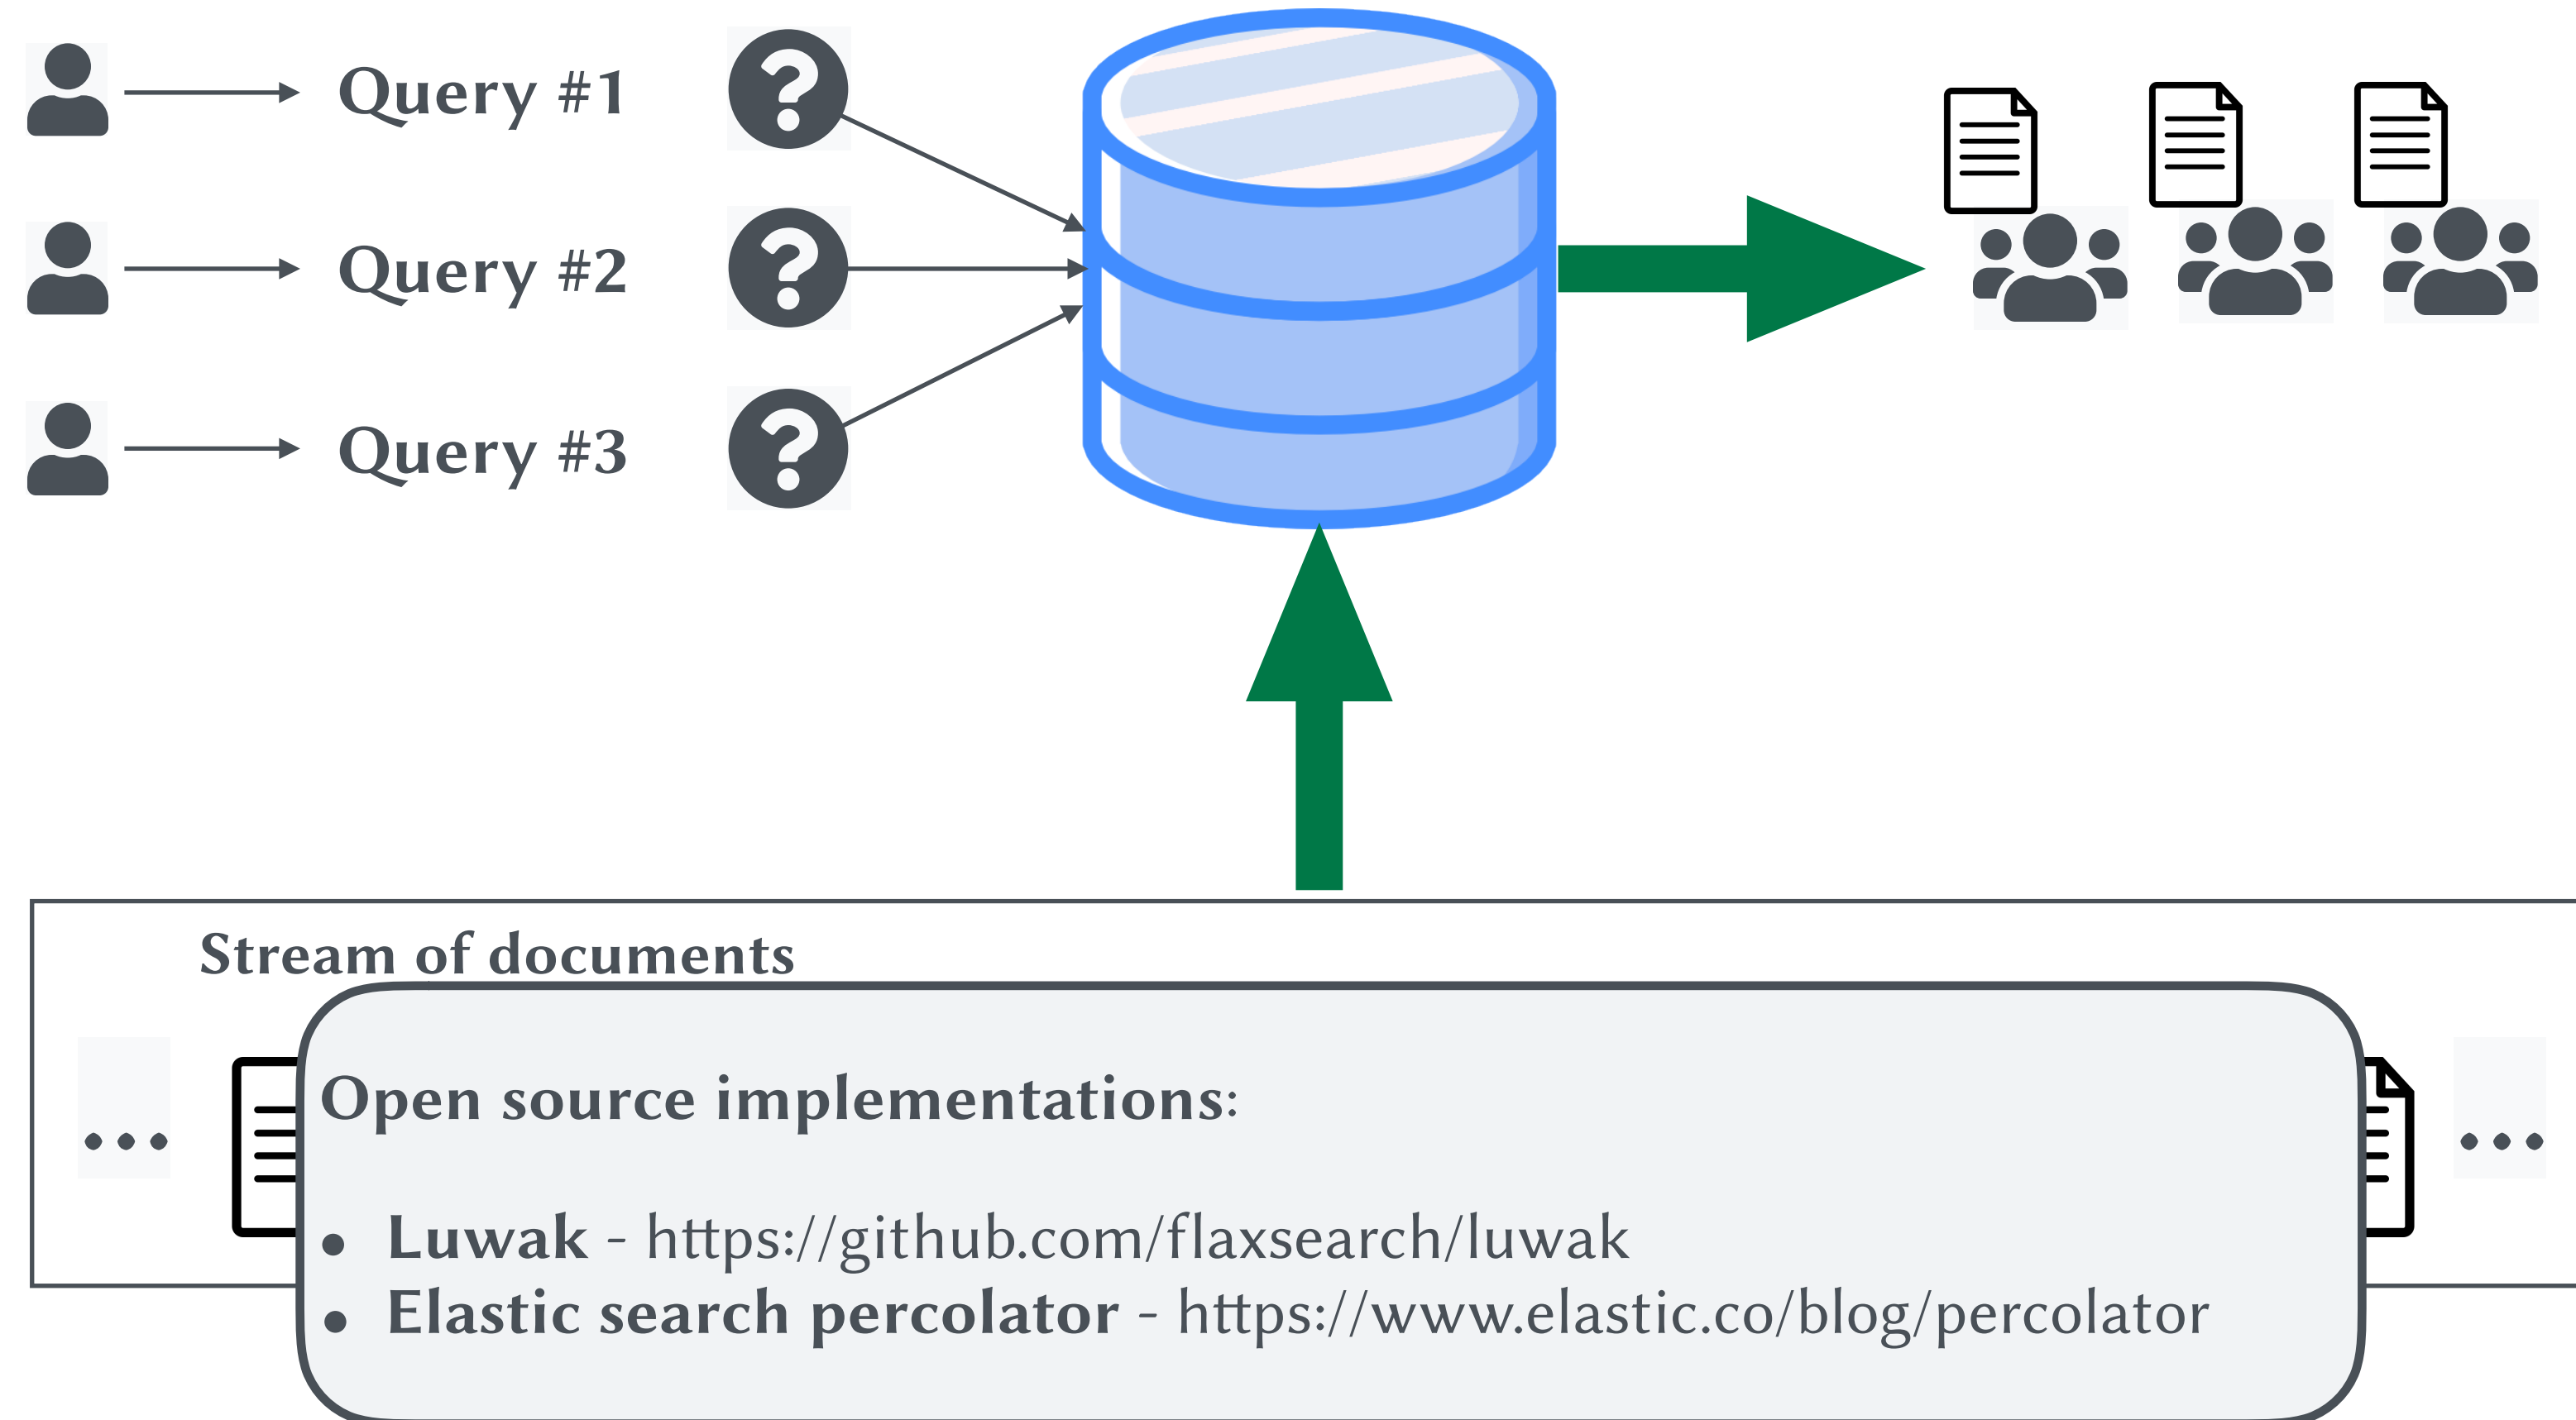 Query #1
Query #2
Query #3
Stream of documents
Open source implementations:
• Luwak - https://github.com/flaxsearch/luwak
• Elastic search percolator - https://www.elastic.co/blog/percolator